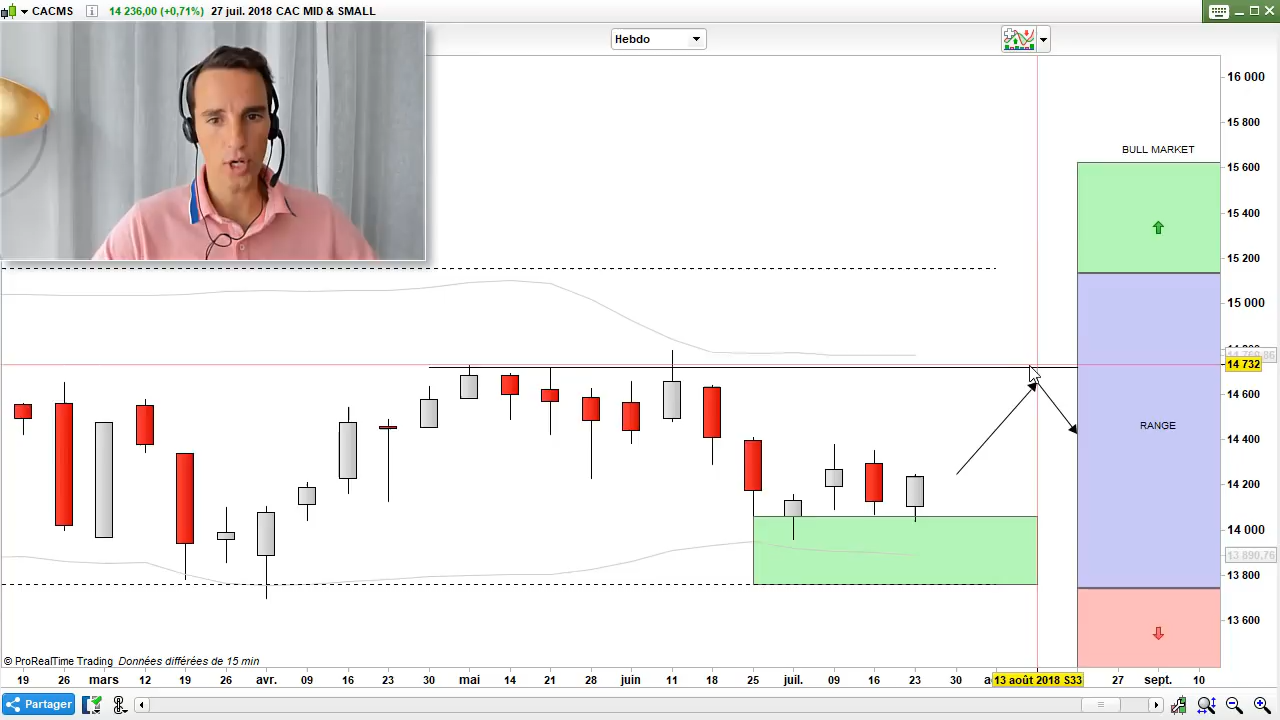 CACMS 14 236,00 (+0,71%) 27 juil. 2018 CAC MID & SMALL
Hebdo
16 000
15 800
BULL MARKET
15 600
15 400
15 200
15 000
14 732
14 600
RANGE
14 400
14 200
14 000
13 890,76
13 800
13 600
© ProRealTime Trading Données différées de 15 min
19 26 mars 12 19 26 avr. 09 16 23 30 mai 14 21 28 juin 11 18 25 juil. 09 16 23 30 13 août 2018 S33 27 sept. 10
Partager